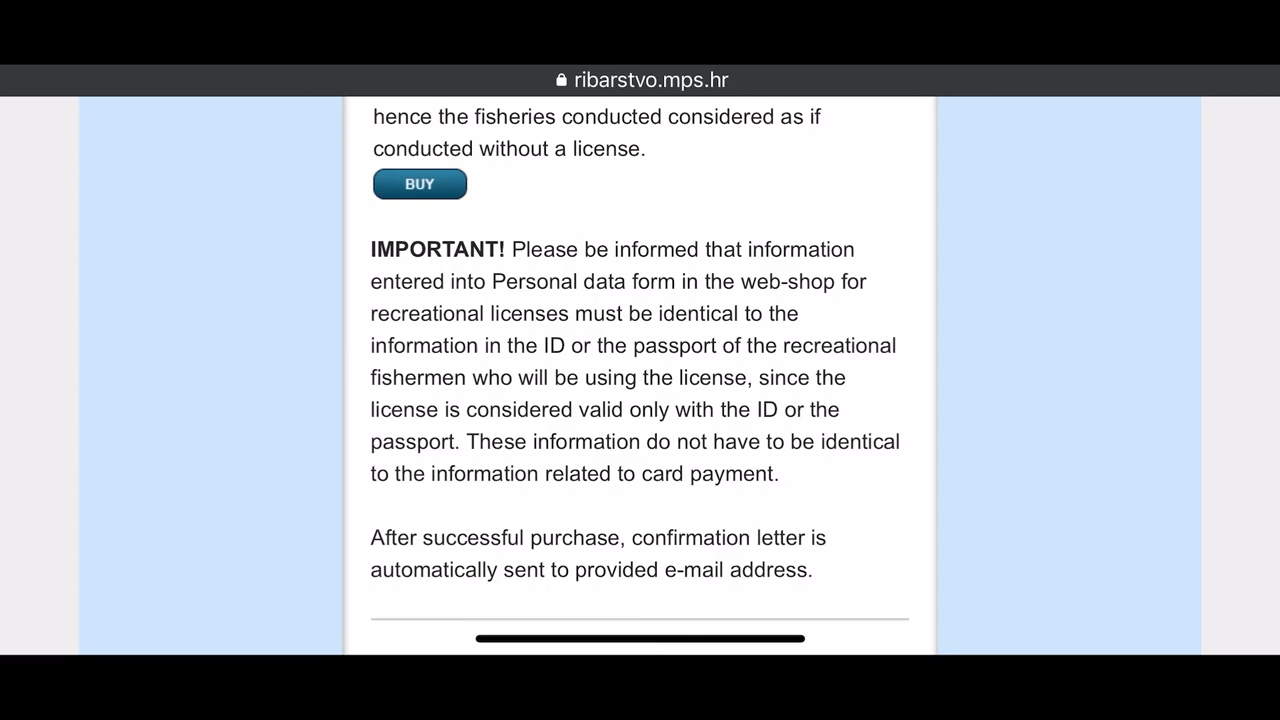 ribarstvo.mps.hr
hence the fisheries conducted considered as if
conducted without a license.
BUY
IMPORTANT! Please be informed that information
entered into Personal data form in the web-shop for
recreational licenses must be identical to the
information in the ID or the passport of the recreational
fishermen who will be using the license, since the
license is considered valid only with the ID or the
passport. These information do not have to be identical
to the information related to card payment.
After successful purchase, confirmation letter is
automatically sent to provided e-mail address.